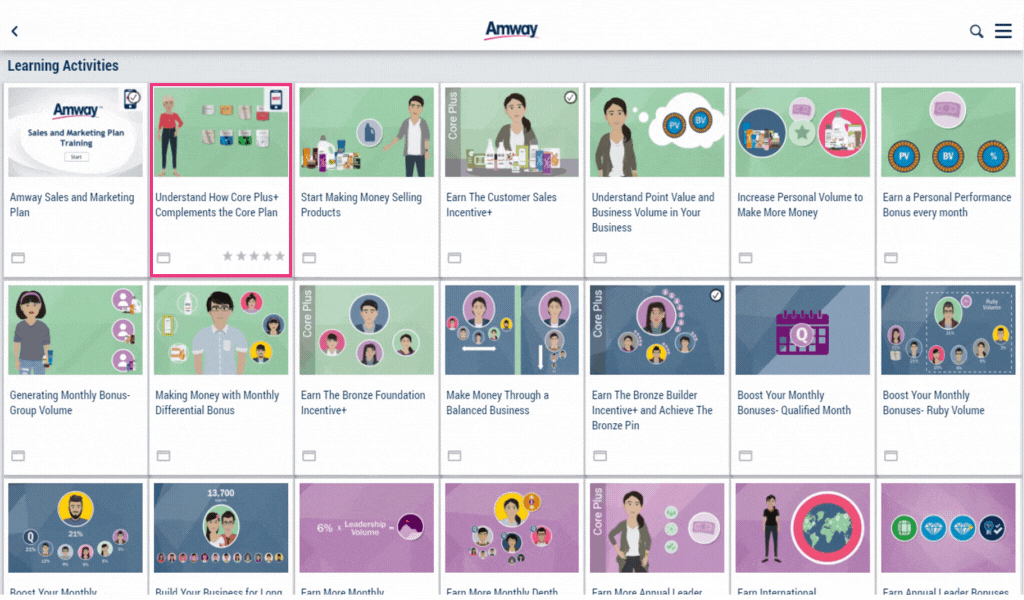 Amway
Learning Activities
Amway
Sales and Marketing Plan
Training
Start
Core Plus
PV
BV
PV
BV
%
Amway Sales and Marketing
Plan
Understand How Core Plus+
Complements the Core Plan
Start Making Money Selling
Products
Earn The Customer Sales
Incentive+
Understand Point Value and
Business Volume in Your
Business
Increase Personal Volume to
Make More Money
Earn a Personal Performance
Bonus every month
Core Plus
Core Plus
Q
Ruby
Volume
Generating Monthly Bonus-
Group Volume
Making Money with Monthly
Differential Bonus
Earn The Bronze Foundation
Incentive+
Make Money Through a
Balanced Business
Earn The Bronze Builder
Incentive+ and Achieve The
Bronze Pin
Boost Your Monthly
Bonuses- Qualified Month
Boost Your Monthly
Bonuses- Ruby Volume
Q
21%
13,700
6% x Leadership
Volume
Core Plus
Boost Your Monthly
Build Your Business for Long
Earn More Monthly
Earn More Monthly Depth
Earn More Annual Leader
Earn International
Earn Annual Leader Bonuses